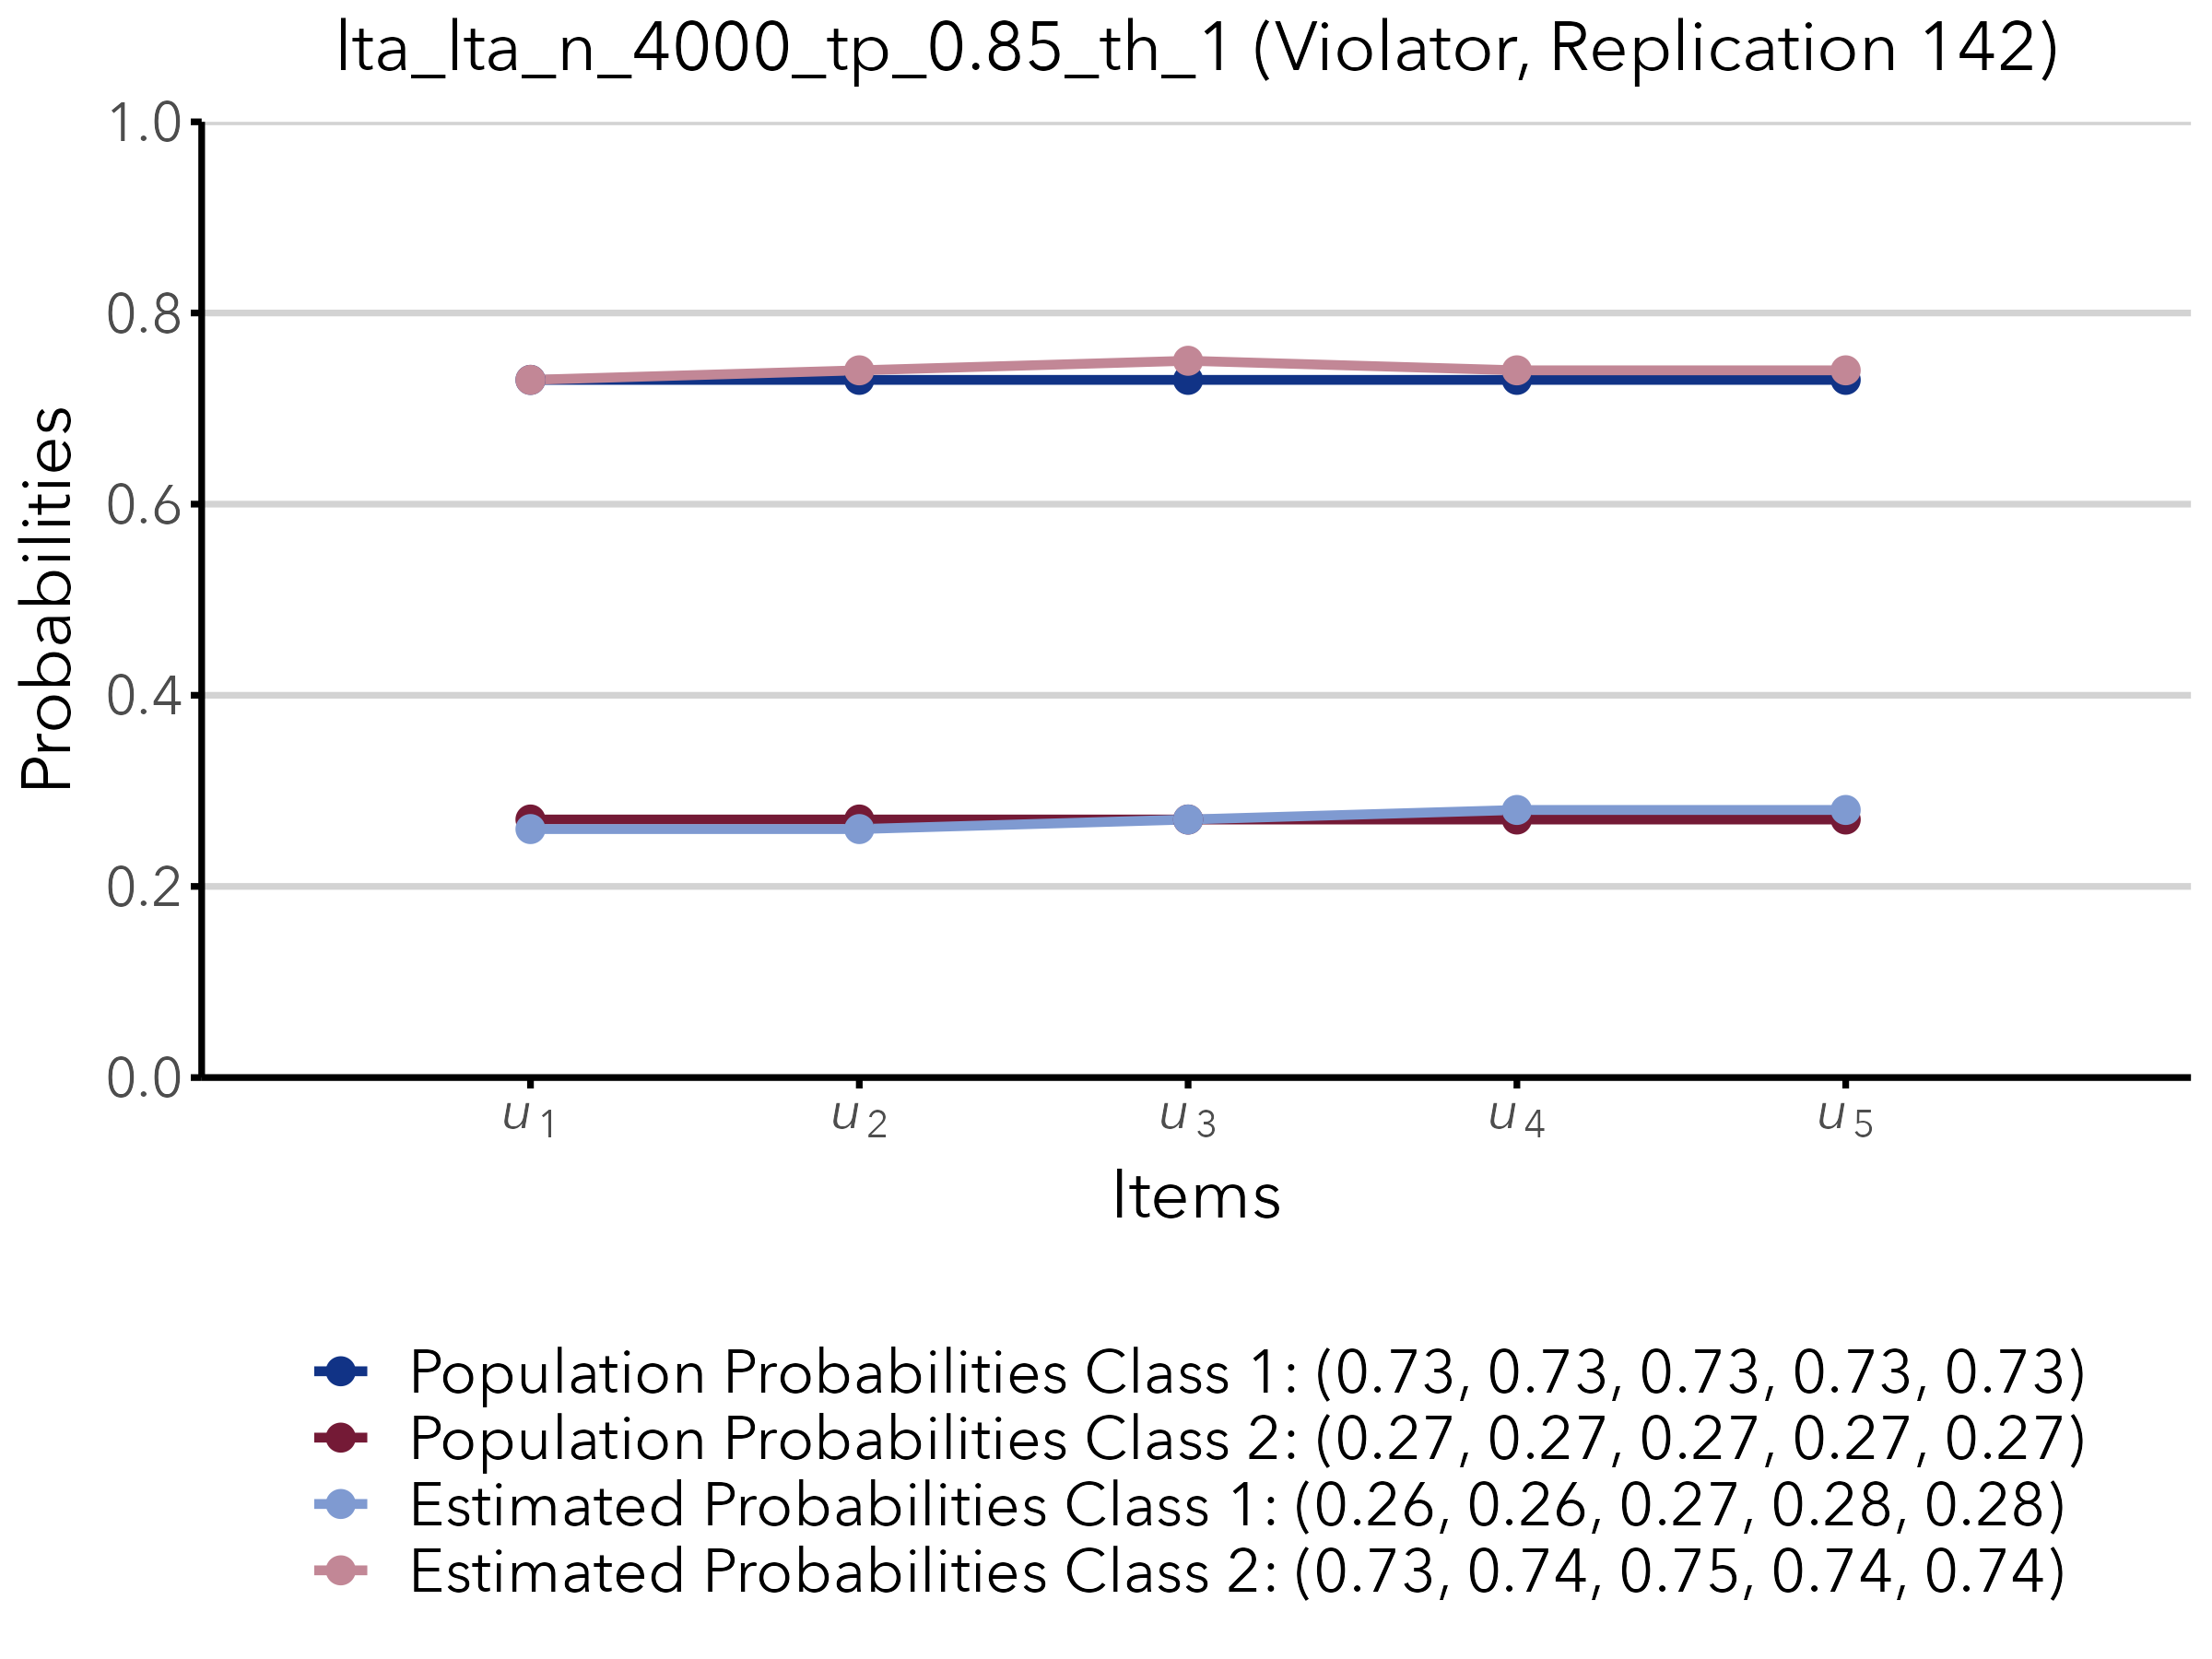 lta_lta_n_4000_tp_0.85_th_1 (Violator, Replication 142)
1.0
0.8
0.6
0.4
0.2
0.0
Probabilities
u1 u2 u3 u4 u5
Items
Population Probabilities Class 1: (0.73, 0.73, 0.73, 0.73, 0.73)
Population Probabilities Class 2: (0.27, 0.27, 0.27, 0.27, 0.27)
Estimated Probabilities Class 1: (0.26, 0.26, 0.27, 0.28, 0.28)
Estimated Probabilities Class 2: (0.73, 0.74, 0.75, 0.74, 0.74)